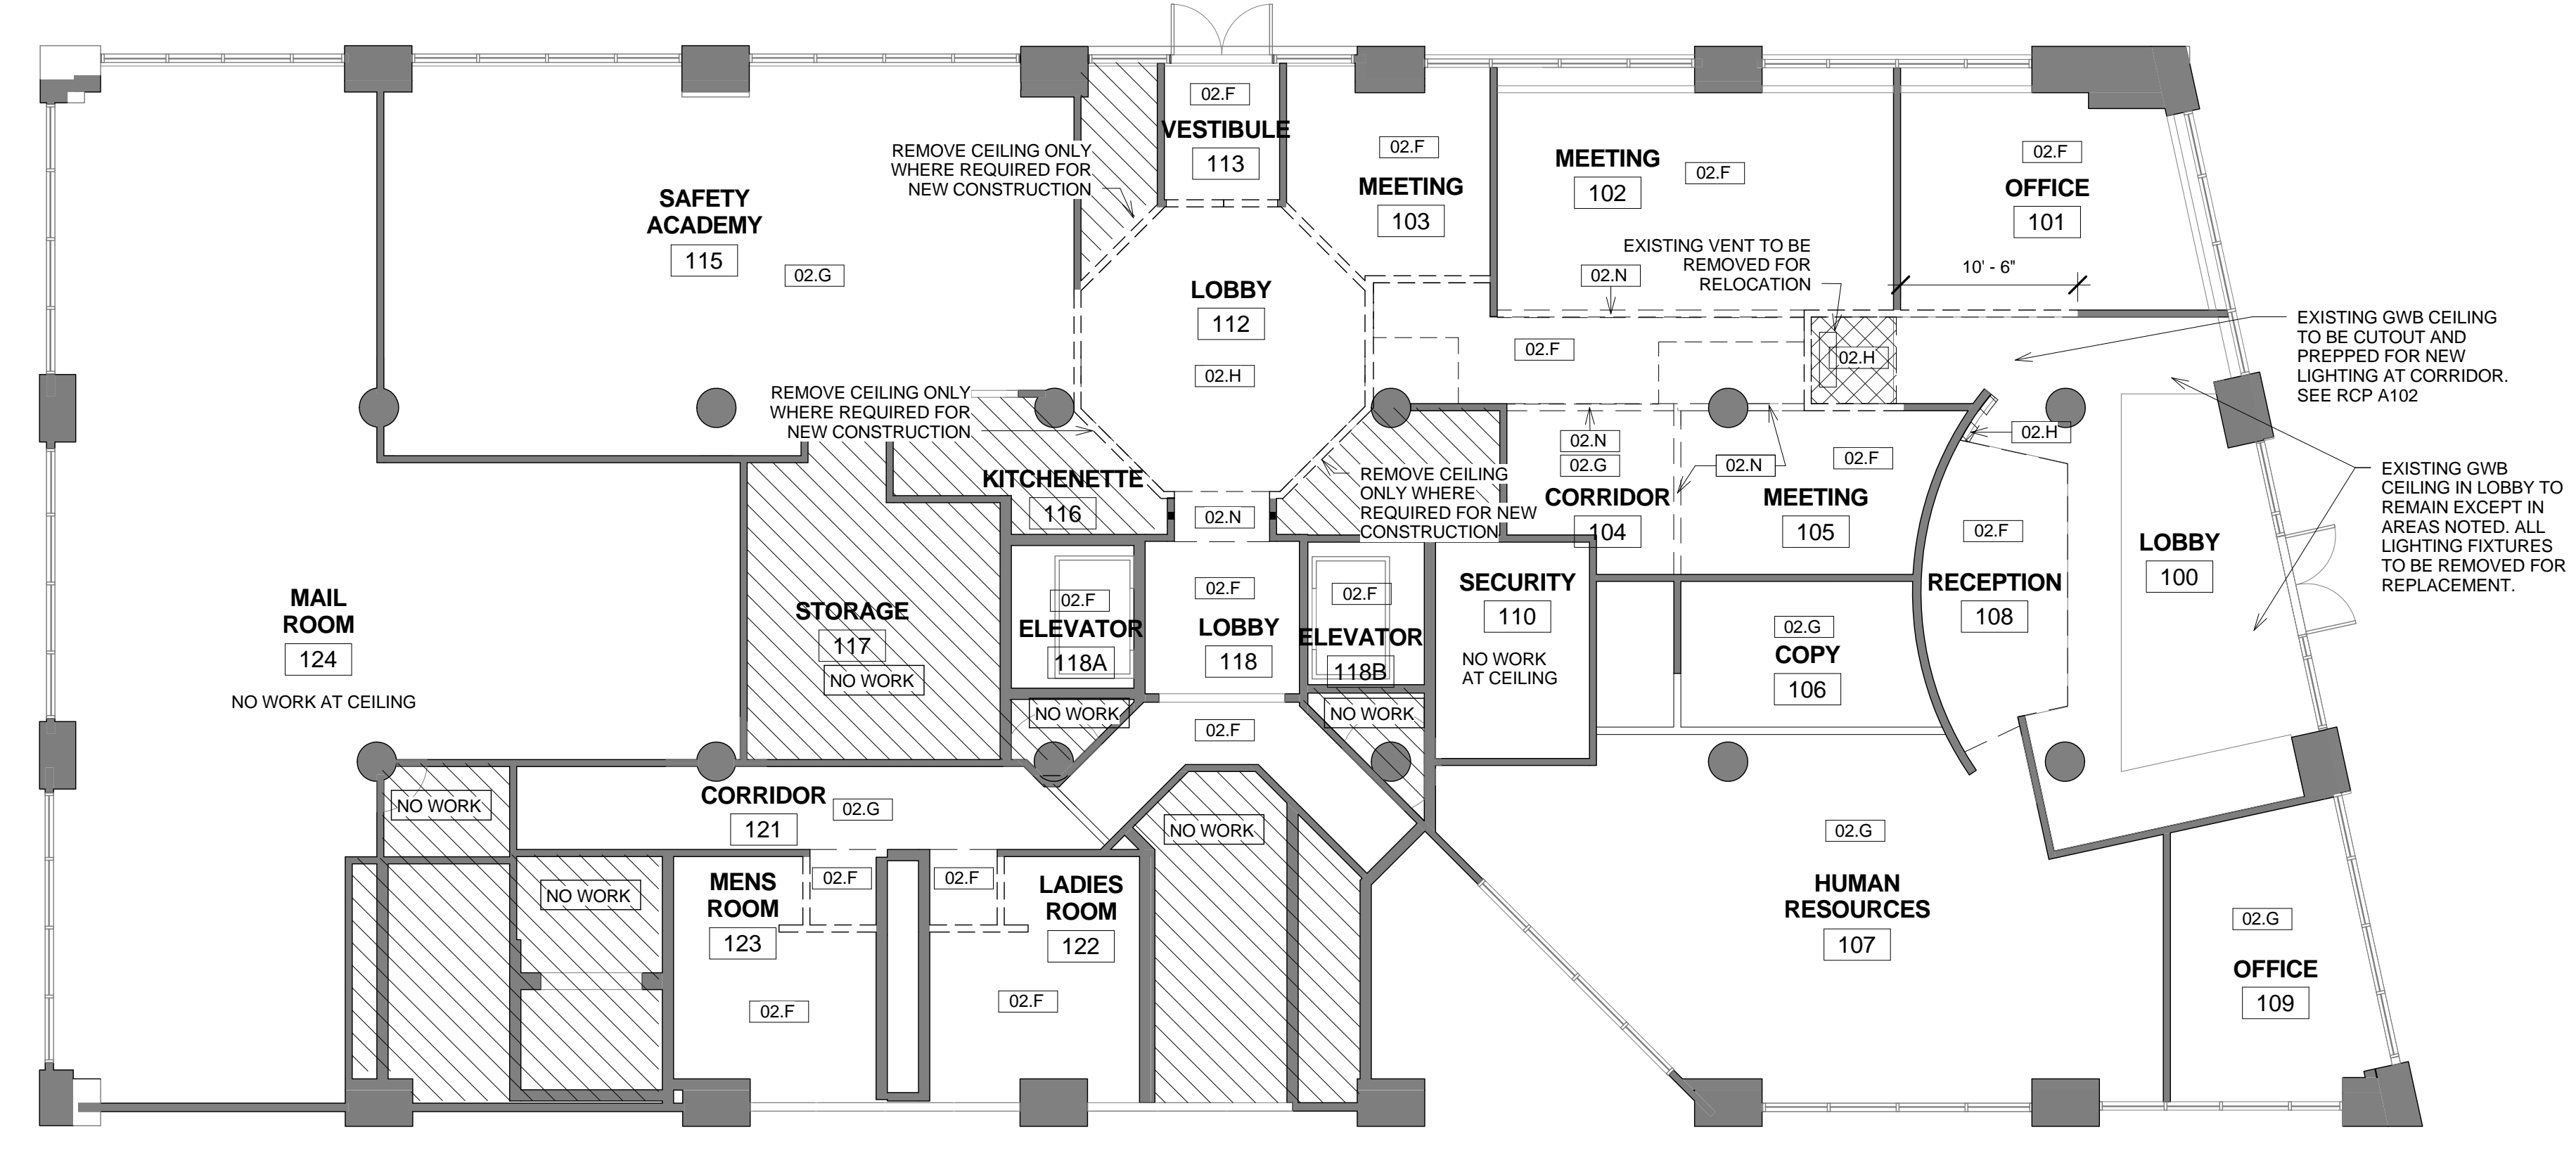 02.F
VESTIBULE
113
REMOVE CEILING ONLY
WHERE REQUIRED FOR
NEW CONSTRUCTION
SAFETY
ACADEMY
115
02.G
02.F
MEETING
103
MEETING
102
02.F
02.F
OFFICE
101
EXISTING VENT TO BE
REMOVED FOR
RELOCATION
02.N
10' - 6"
LOBBY
112
02.H
02.F
02.H
EXISTING GWB CEILING
TO BE CUTOUT AND
PREPPED FOR NEW
LIGHTING AT CORRIDOR.
SEE RCP A102
REMOVE CEILING ONLY
WHERE REQUIRED FOR
NEW CONSTRUCTION
KITCHENETTE
116
02.N
REMOVE CEILING
ONLY WHERE
REQUIRED FOR NEW
CONSTRUCTION
02.N
02.G
CORRIDOR
104
02.N
02.F
MEETING
105
02.H
EXISTING GWB
CEILING IN LOBBY TO
REMAIN EXCEPT IN
AREAS NOTED. ALL
LIGHTING FIXTURES
TO BE REMOVED FOR
REPLACEMENT.
02.F
RECEPTION
108
LOBBY
100
MAIL
ROOM
124
NO WORK AT CEILING
STORAGE
117
NO WORK
02.F
ELEVATOR
118A
02.F
LOBBY
118
02.F
ELEVATOR
118B
SECURITY
110
NO WORK
AT CEILING
02.G
COPY
106
NO WORK
NO WORK
02.F
NO WORK
CORRIDOR
121
02.G
NO WORK
02.G
HUMAN
RESOURCES
107
NO WORK
MENS
ROOM
123
02.F
02.F
LADIES
ROOM
122
02.F
02.F
02.G
OFFICE
109